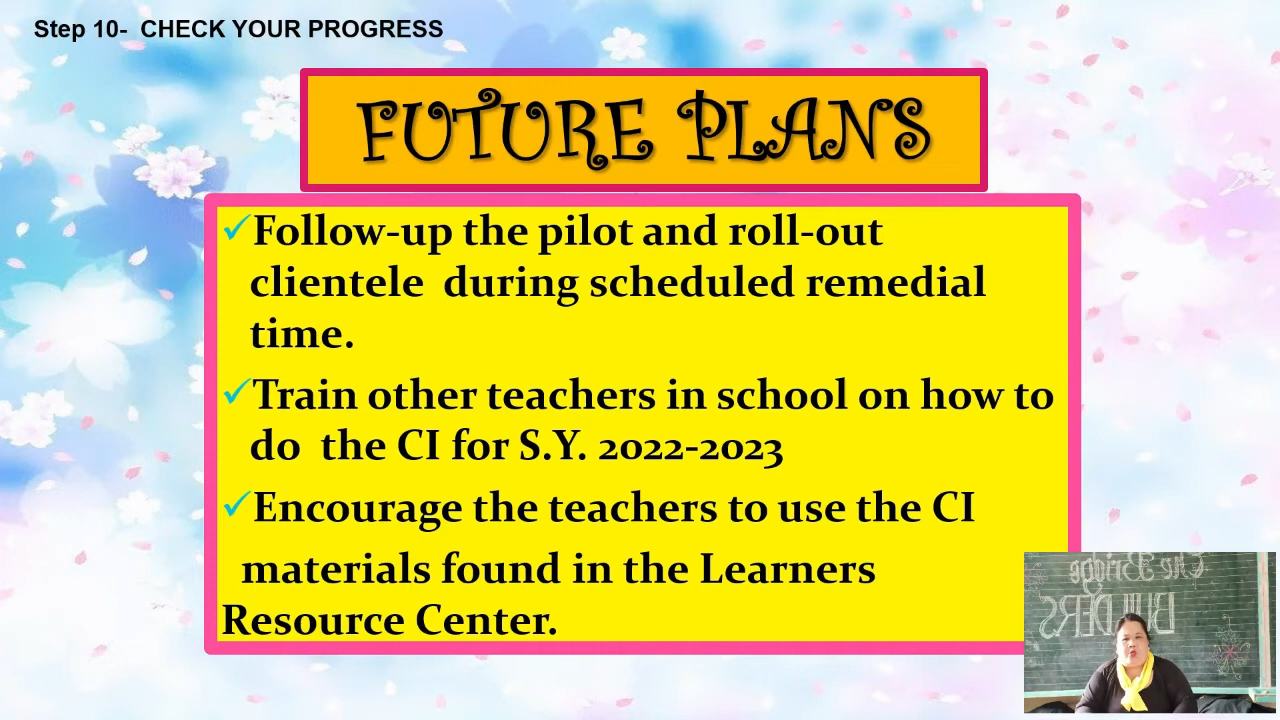 Step 10-  CHECK YOUR PROGRESS
FUTURE PLANS
✓Follow-up the pilot and roll-out
clientele  during scheduled remedial
time.
✓Train other teachers in school on how to
do  the CI for S.Y. 2022-2023
✓Encourage the teachers to use the CI
materials found in the Learners
Resource Center.
The Bridge
BUILDERS